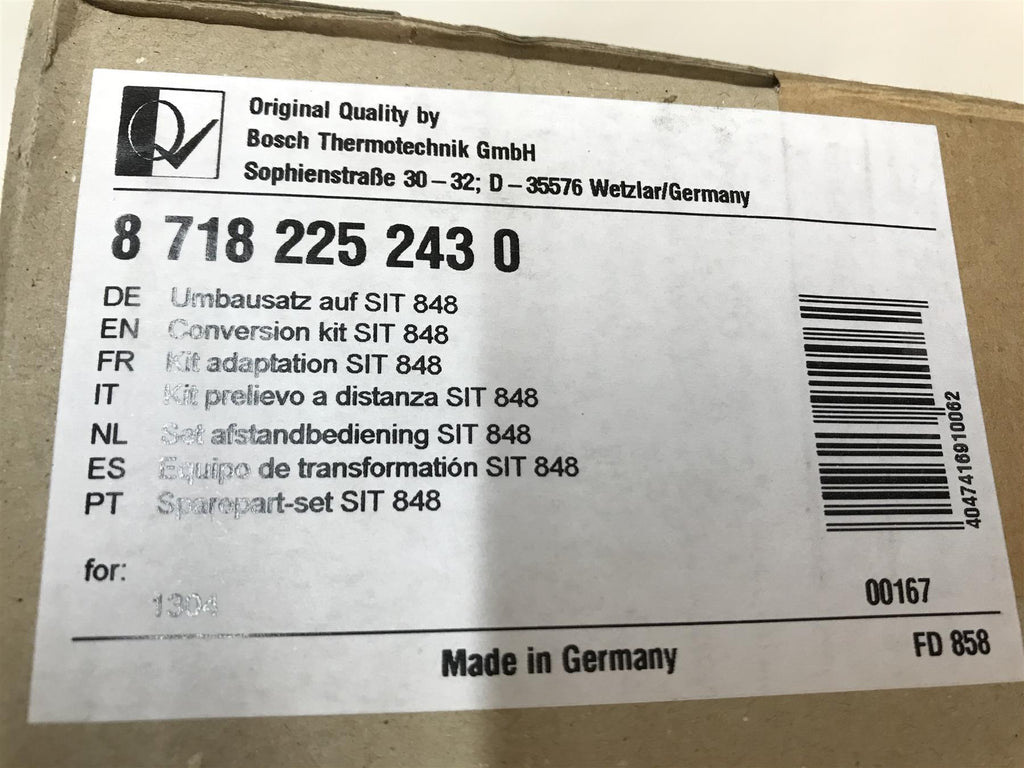 Original Quality by
Bosch Thermotechnik GmbH
Sophienstraße 30 – 32; D – 35576 Wetzlar/Germany
8 718 225 243 0
DE Umbausatz auf SIT 848
EN Conversion kit SIT 848
FR Kit adaptation SIT 848
IT Kit prelievo a distanza SIT 848
NL Set afstandbediening SIT 848
ES Equipo de transformatión SIT 848
PT Sparepart-set SIT 848
4047416910062
for:
1304
00167
Made in Germany
FD 858